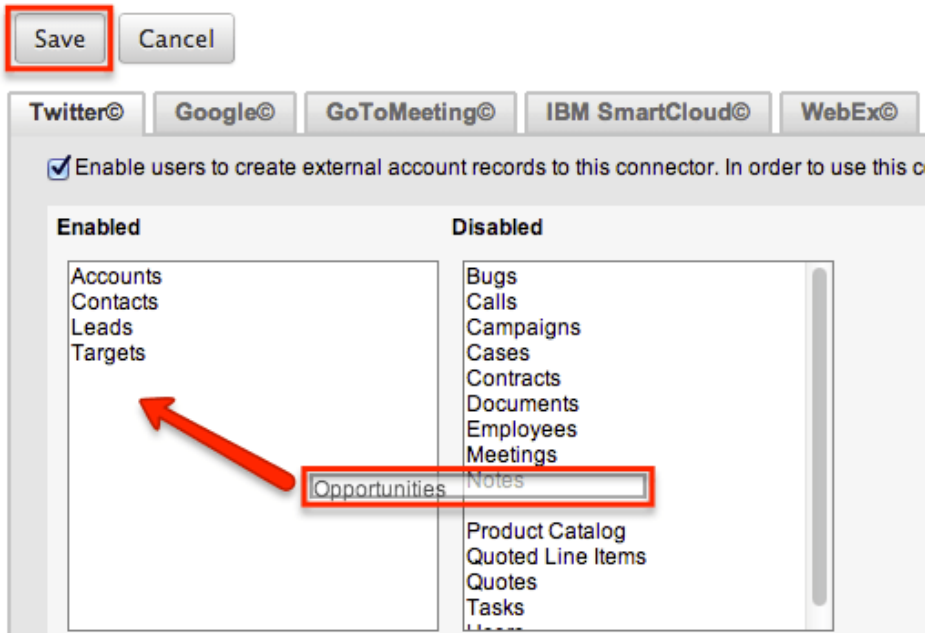 Save Cancel
Twitter© Google© GoToMeeting© IBM SmartCloud© WebEx©
Enable users to create external account records to this connector. In order to use this
Enabled
Accounts
Contacts
Leads
Targets
Disabled
Bugs
Calls
Campaigns
Cases
Contracts
Documents
Employees
Meetings
Notes
Opportunities
Product Catalog
Quoted Line Items
Quotes
Tasks